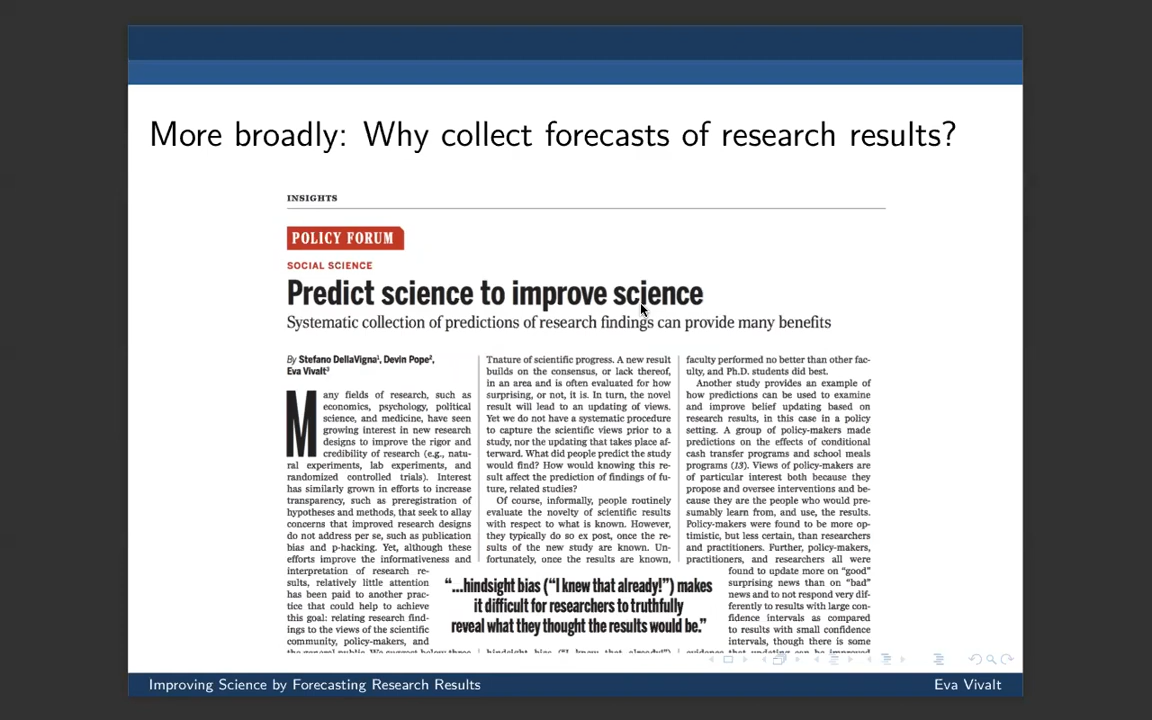 More broadly: Why collect forecasts of research results?
INSIGHTS
POLICY FORUM
SOCIAL SCIENCE
Predict science to improve science
Systematic collection of predictions of research findings can provide many benefits
By Stefano DellaVigna¹, Devin Pope²,
Eva Vivalt³
Many fields of research, such as
economics, psychology, political
science, and medicine, have seen
growing interest in new research
designs to improve the rigor and
credibility of research (e.g., natu-
ral experiments, lab experiments, and
randomized controlled trials). Interest
has similarly grown in efforts to increase
transparency, such as preregistration of
hypotheses and methods, that seek to allay
concerns that improved research designs
do not address per se, such as publication
bias and p-hacking. Yet, although these
efforts improve the informativeness and
interpretation of research re-
sults, relatively little attention
has been paid to another prac-
tice that could help to achieve
this goal: relating research find-
ings to the views of the scientific
community, policy-makers, and
the general public. We suggest below three
Tnature of scientific progress. A new result
builds on the consensus, or lack thereof,
in an area and is often evaluated for how
surprising, or not, it is. In turn, the novel
result will lead to an updating of views.
Yet we do not have a systematic procedure
to capture the scientific views prior to a
study, nor the updating that takes place af-
terward. What did people predict the study
would find? How would knowing this re-
sult affect the prediction of findings of fu-
ture, related studies?
Of course, informally, people routinely
evaluate the novelty of scientific results
with respect to what is known. However,
they typically do so ex post, once the re-
sults of the new study are known. Un-
fortunately, once the results are known,
"...hindsight bias ("I knew that already!") makes
it difficult for researchers to truthfully
reveal what they thought the results would be."
hindsight bias ("I knew that already!")
faculty performed no better than other fac-
ulty, and Ph.D. students did best.
Another study provides an example of
how predictions can be used to examine
and improve belief updating based on
research results, in this case in a policy
setting. A group of policy-makers made
predictions on the effects of conditional
cash transfer programs and school meals
programs (13). Views of policy-makers are
of particular interest both because they
propose and oversee interventions and be-
cause they are the people who would pre-
sumably learn from, and use, the results.
Policy-makers were found to be more op-
timistic, but less certain, than researchers
and practitioners. Further, policy-makers,
practitioners, and researchers all were
found to update more on "good"
surprising news than on "bad"
news and to not respond very dif-
ferently to results with large con-
fidence intervals as compared
to results with small confidence
intervals, though there is some
evidence that updating can be improved
Improving Science by Forecasting Research Results
Eva Vivalt